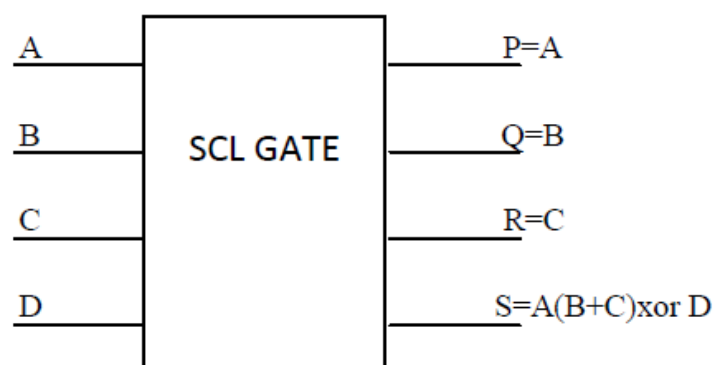 A
P=A
B
SCL GATE
Q=B
C
R=C
D
S=A(B+C)xor D